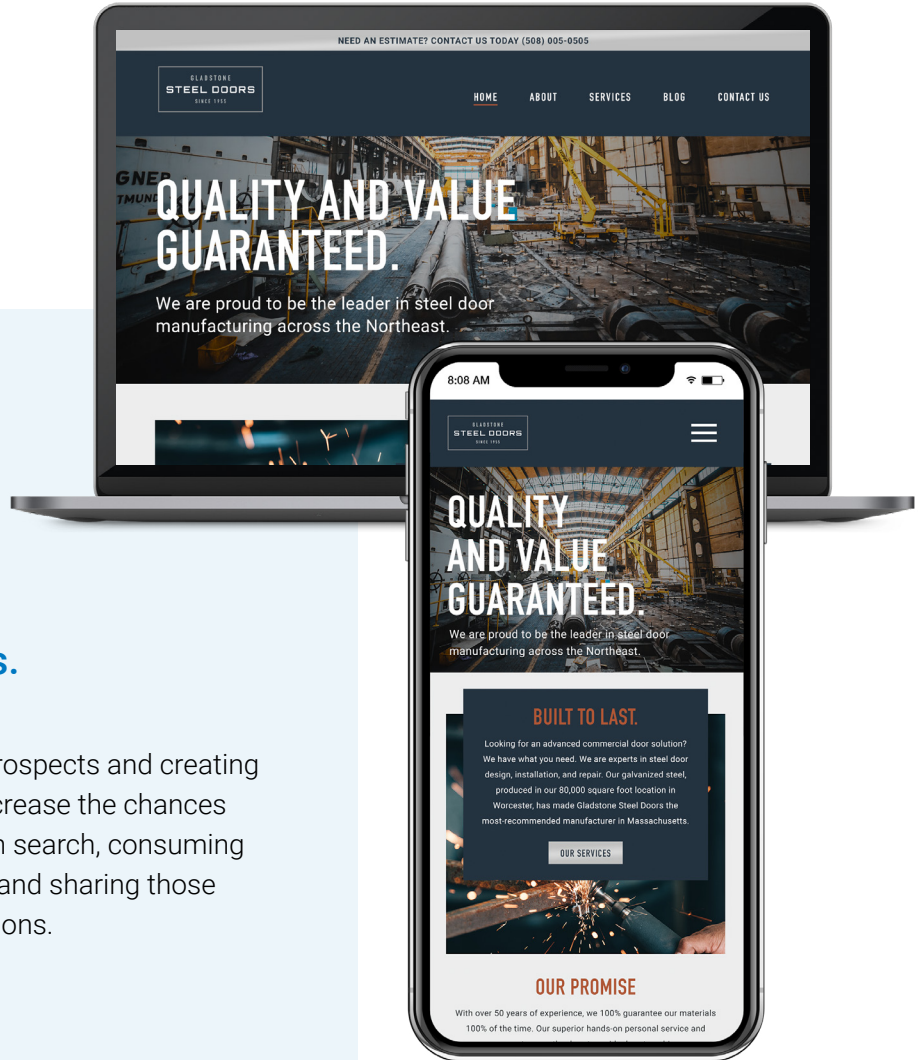 NEED AN ESTIMATE? CONTACT US TODAY (508) 005-0505
GLADSTONE
STEEL DOORS
SINCE 1955
HOME ABOUT SERVICES BLOG CONTACT US
GNER
TMUND
QUALITY AND VALUE
GUARANTEED.
We are proud to be the leader in steel door
manufacturing across the Northeast.
s.
rospects and creating
crease the chances
n search, consuming
and sharing those
ons.
8:08 AM
GLADSTONE
STEEL DOORS
SINCE 1955
QUALITY
AND VALUE
GUARANTEED.
We are proud to be the leader in steel door
manufacturing across the Northeast.
BUILT TO LAST.
Looking for an advanced commercial door solution?
We have what you need. We are experts in steel door
design, installation, and repair. Our galvanized steel,
produced in our 80,000 square foot location in
Worcester, has made Gladstone Steel Doors the
most-recommended manufacturer in Massachusetts.
OUR SERVICES
OUR PROMISE
With over 50 years of experience, we 100% guarantee our materials
100% of the time. Our superior hands-on personal service and